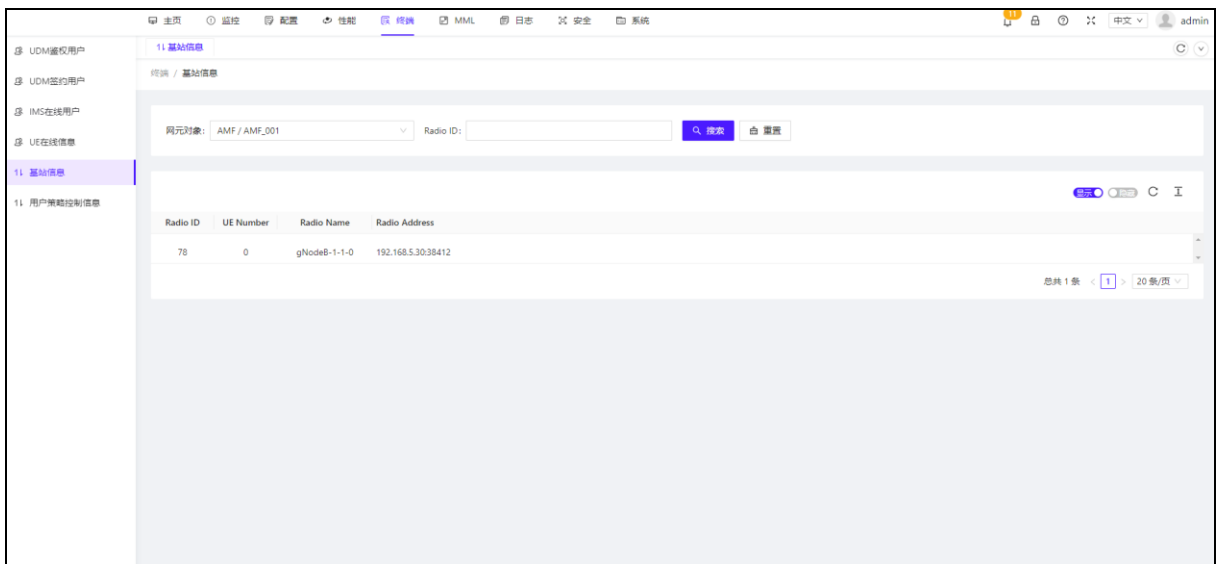 主页 监控 配置 性能 终端 MML 日志 安全 系统 11 中文 admin
UDM鉴权用户
UDM签约用户
IMS在线用户
UE在线信息
基站信息
用户策略控制信息
基站信息
终端 / 基站信息
网元对象: AMF / AMF_001 Radio ID: 搜索 重置
显示
Radio ID UE Number Radio Name Radio Address
78 0 gNodeB-1-1-0 192.168.5.30:38412
总共 1 条 < 1 > 20 条/页